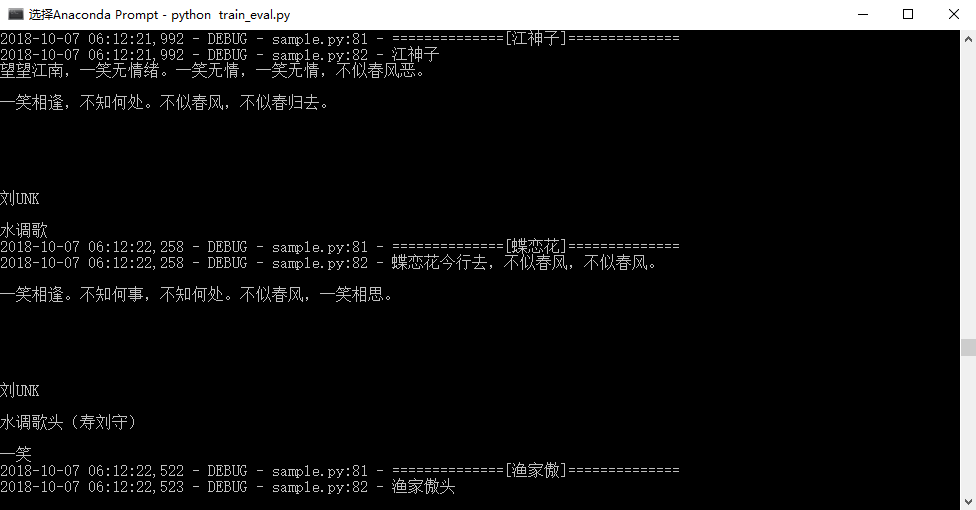 选择Anaconda Prompt - python  train_eval.py
2018-10-07 06:12:21,992 - DEBUG - sample.py:81 - ==============[江神子]==============
2018-10-07 06:12:21,992 - DEBUG - sample.py:82 - 江神子
望望江南，一笑无情绪。一笑无情，一笑无情，不似春风恶。
一笑相逢，不知何处。不似春风，不似春归去。
刘UNK
水调歌
2018-10-07 06:12:22,258 - DEBUG - sample.py:81 - ==============[蝶恋花]==============
2018-10-07 06:12:22,258 - DEBUG - sample.py:82 - 蝶恋花今行去，不似春风，不似春风。
一笑相逢。不知何事，不知何处。不似春风，一笑相思。
刘UNK
水调歌头（寿刘守）
一笑
2018-10-07 06:12:22,522 - DEBUG - sample.py:81 - ==============[渔家傲]==============
2018-10-07 06:12:22,523 - DEBUG - sample.py:82 - 渔家傲头